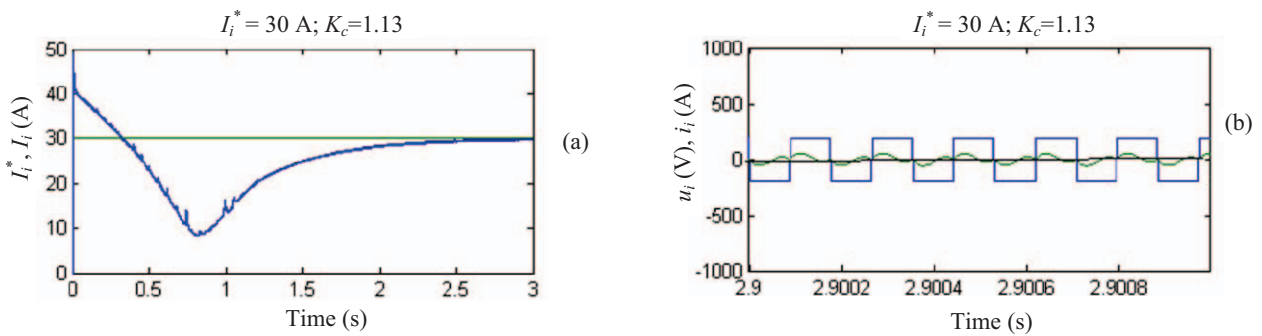 I_i^* = 30 A; K_c=1.13
50
40
30
20
10
0
I_i^*, I_i (A)
0 0.5 1 1.5 2 2.5 3
Time (s)
(a)
I_i^* = 30 A; K_c=1.13
1000
500
0
-500
-1000
u_i (V), i_i (A)
2.9 2.9002 2.9004 2.9006 2.9008
Time (s)
(b)